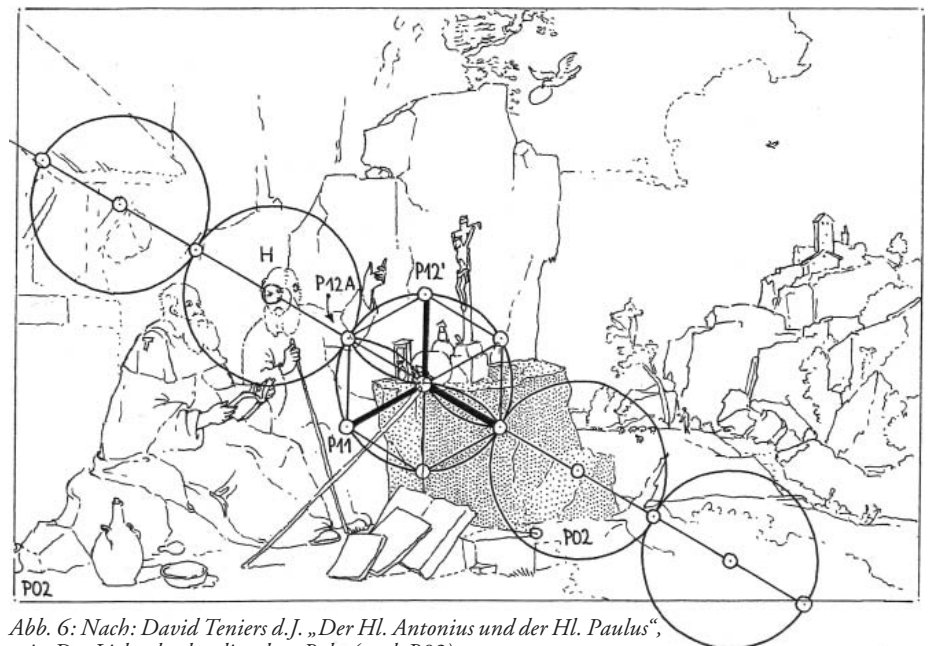 H
P12A
P12'
P11
P02
P02
Abb. 6: Nach: David Teniers d.J. „Der Hl. Antonius und der Hl. Paulus“,